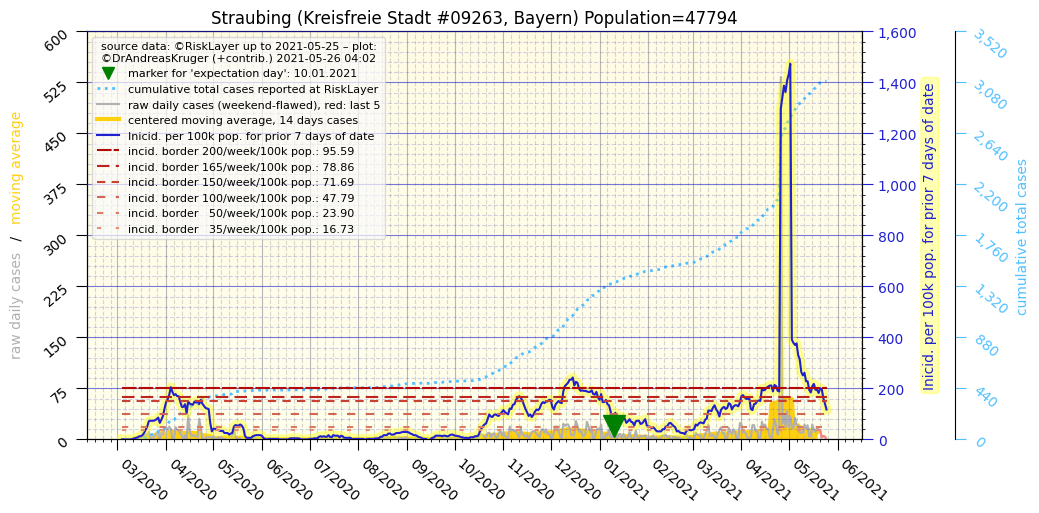 Straubing (Kreisfreie Stadt #09263, Bayern) Population=47794
source data: ©RiskLayer up to 2021-05-25 – plot:
©DrAndreasKruger (+contrib.) 2021-05-26 04:02
marker for 'expectation day': 10.01.2021
cumulative total cases reported at RiskLayer
raw daily cases (weekend-flawed), red: last 5
centered moving average, 14 days cases
Inicid. per 100k pop. for prior 7 days of date
incid. border 200/week/100k pop.: 95.59
incid. border 165/week/100k pop.: 78.86
incid. border 150/week/100k pop.: 71.69
incid. border 100/week/100k pop.: 47.79
incid. border 50/week/100k pop.: 23.90
incid. border 35/week/100k pop.: 16.73
raw daily cases / moving average
600
525
450
375
300
225
150
75
0
1,600
1,400
1,200
1,000
800
600
400
200
0
Inicid. per 100k pop. for prior 7 days of date
3,520
3,080
2,640
2,200
1,760
1,320
880
440
0
cumulative total cases
03/2020
04/2020
05/2020
06/2020
07/2020
08/2020
09/2020
10/2020
11/2020
12/2020
01/2021
02/2021
03/2021
04/2021
05/2021
06/2021